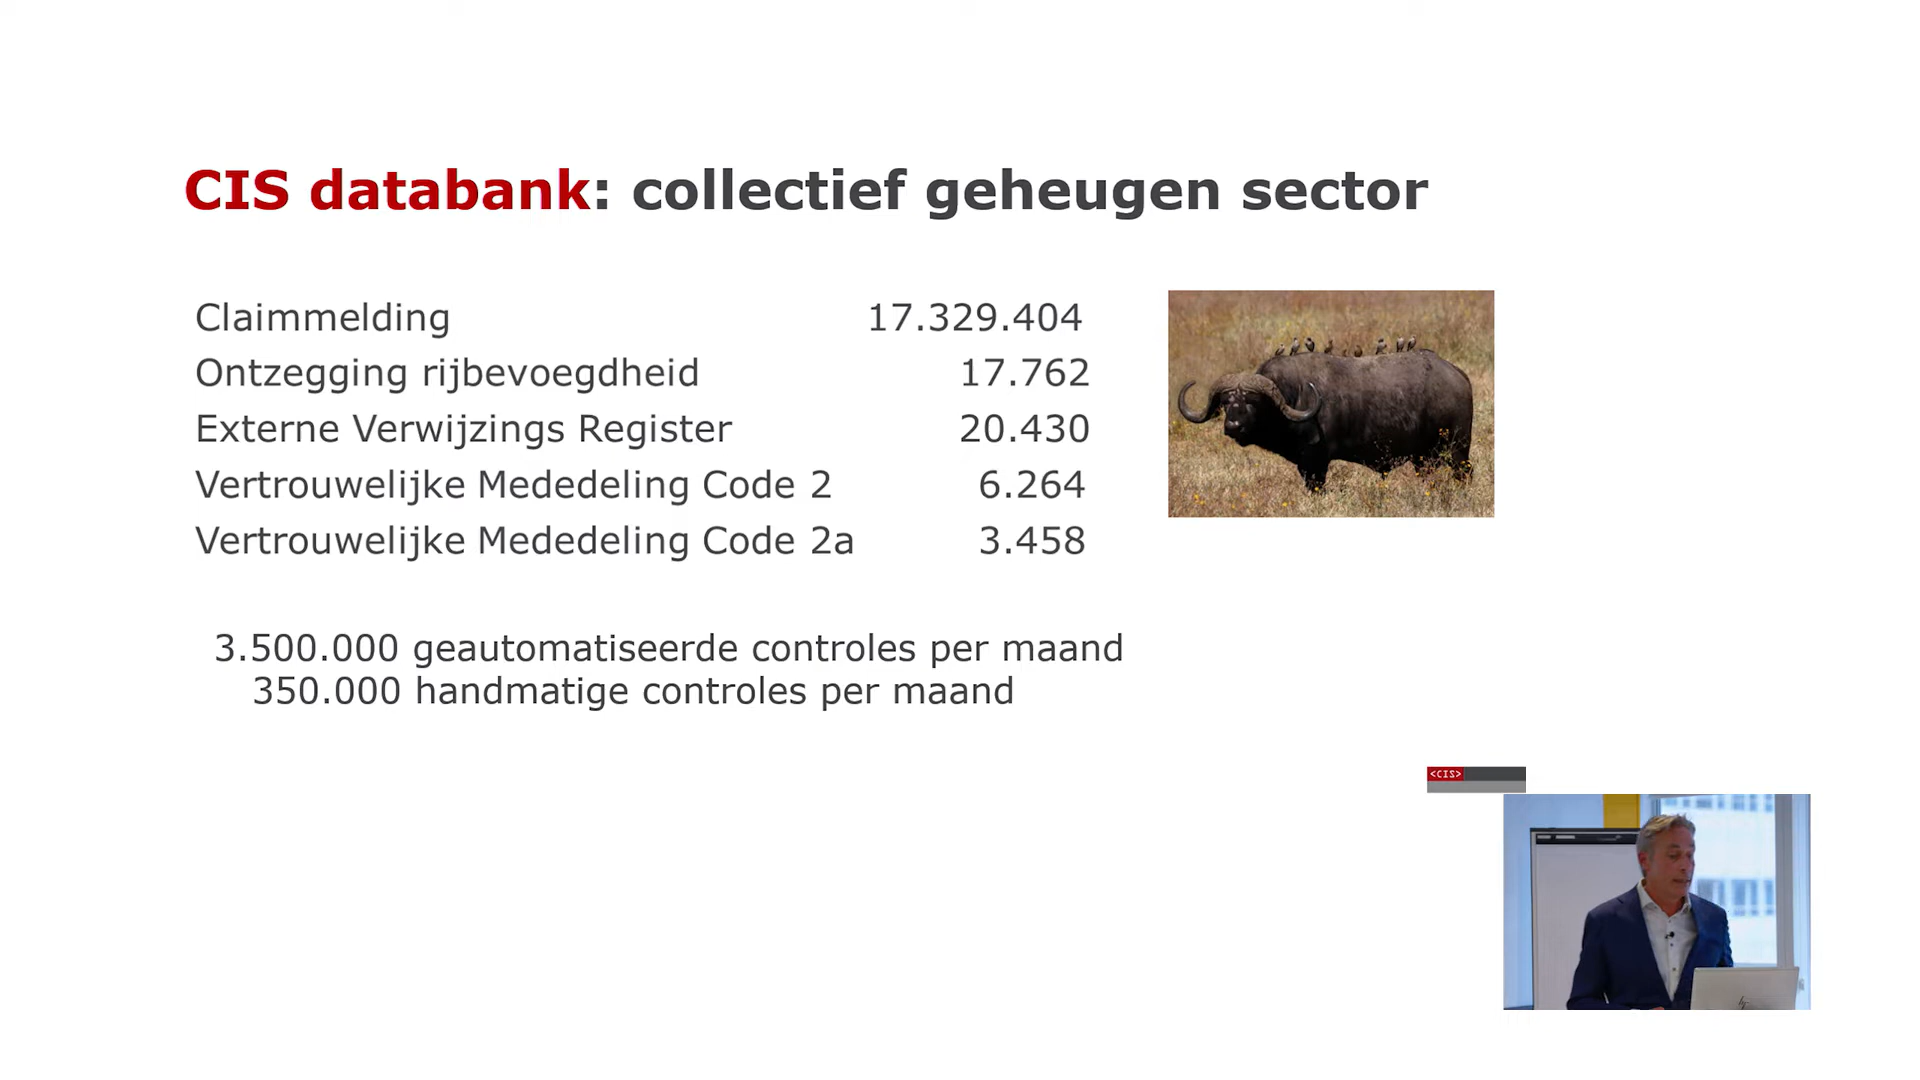 CIS databank: collectief geheugen sector
Claimmelding 17.329.404
Ontzegging rijbevoegdheid 17.762
Externe Verwijzings Register 20.430
Vertrouwelijke Mededeling Code 2 6.264
Vertrouwelijke Mededeling Code 2a 3.458
3.500.000 geautomatiseerde controles per maand
350.000 handmatige controles per maand
<CIS>
hp